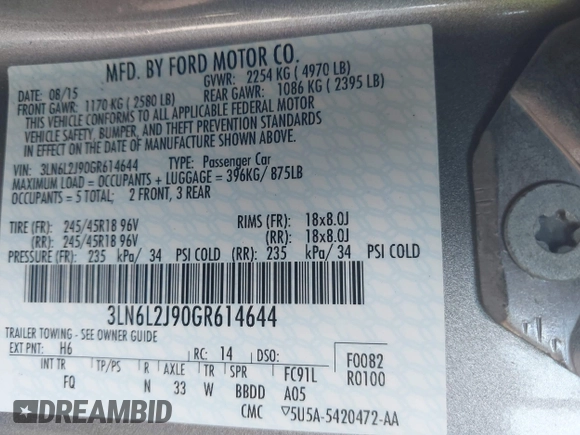 MFD. BY FORD MOTOR CO.
DATE: 08/15 GVWR: 2254 KG ( 4970 LB)
FRONT GAWR: 1170 KG ( 2580 LB) REAR GAWR: 1086 KG ( 2395 LB)
THIS VEHICLE CONFORMS TO ALL APPLICABLE FEDERAL MOTOR
VEHICLE SAFETY, BUMPER, AND THEFT PREVENTION STANDARDS
IN EFFECT ON THE DATE OF MANUFACTURE SHOWN ABOVE.
VIN: 3LN6L2J90GR614644 TYPE: Passenger Car
MAXIMUM LOAD = OCCUPANTS + LUGGAGE = 396KG/ 875LB
OCCUPANTS = 5 TOTAL: 2 FRONT, 3 REAR
TIRE (FR): 245/45R18 96V RIMS (FR): 18x8.0J
(RR): 245/45R18 96V (RR): 18x8.0J
PRESSURE (FR): 235 kPa/ 34 PSI COLD (RR): 235 kPa/ 34 PSI COLD
3LN6L2J90GR614644
TRAILER TOWING - SEE OWNER GUIDE
EXT PNT: H6 RC: 14 DSO: F0082
INT TR TP/PS R AXLE TR SPR FC91L R0100
FQ N 33 W BBDD A05
CMC ▽5U5A-5420472-AA
DREAMBID